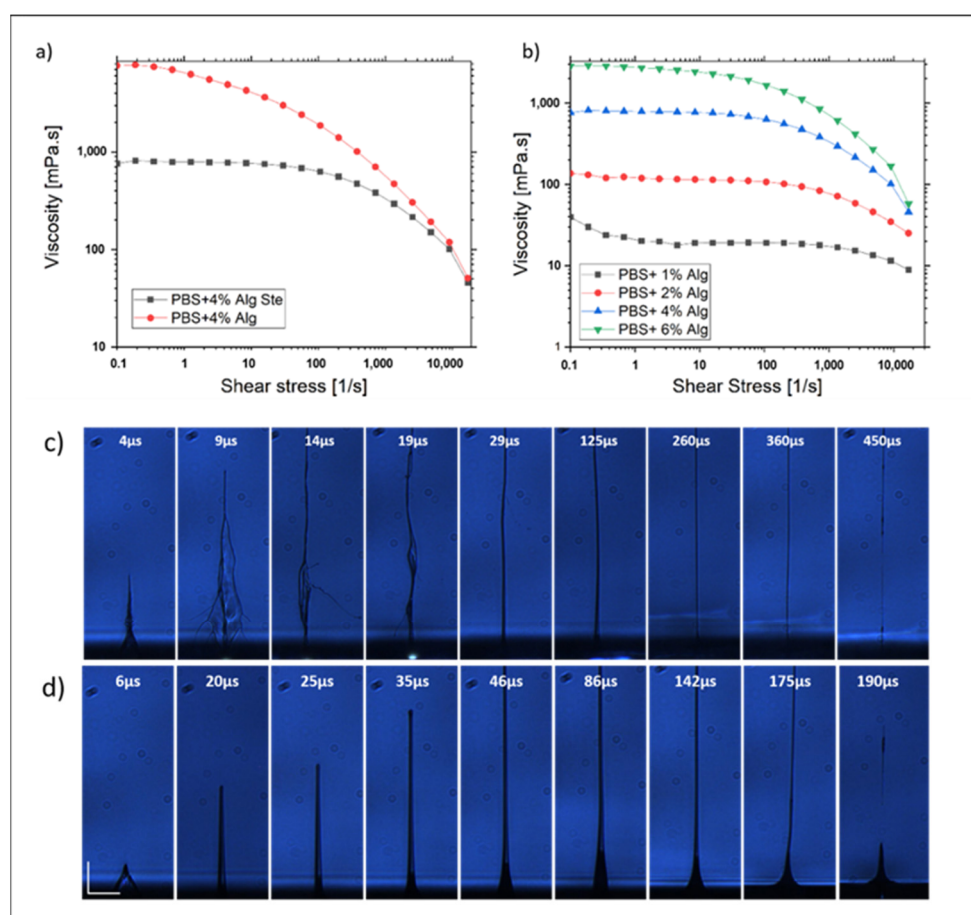 a)
b)
Viscosity [mPa.s]
1,000
100
10
0.1 1 10 100 1,000 10,000
Shear stress [1/s]
PBS+4% Alg Ste
PBS+4% Alg
Viscosity [mPa.s]
1,000
100
10
1
0.1 1 10 100 1,000 10,000
Shear Stress [1/s]
PBS+ 1% Alg
PBS+ 2% Alg
PBS+ 4% Alg
PBS+ 6% Alg
c)
4µs 9µs 14µs 19µs 29µs 125µs 260µs 360µs 450µs
d)
6µs 20µs 25µs 35µs 46µs 86µs 142µs 175µs 190µs